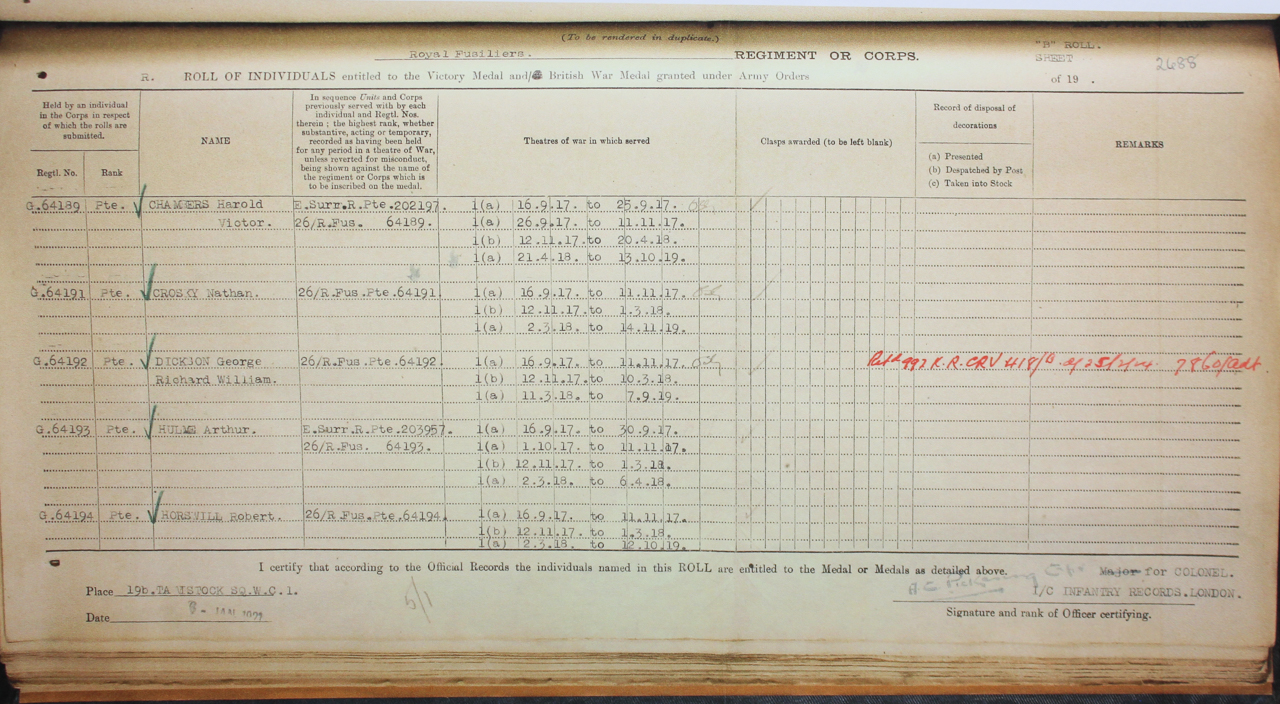 (To be rendered in duplicate.)
Royal Fusiliers. REGIMENT OR CORPS.
"B" ROLL.
SHEET 2688
of 19 .
R. ROLL OF INDIVIDUALS entitled to the Victory Medal and/or British War Medal granted under Army Orders
Held by an individual
in the Corps in respect
of which the rolls are
submitted.
Regtl. No. Rank
NAME
In sequence Units and Corps
previously served with by each
individual and Regtl. Nos.
therein ; the highest rank, whether
substantive, acting or temporary,
recorded as having been held
for any period in a theatre of War,
unless reverted for misconduct,
being shown against the name of
the regiment or Corps which is
to be inscribed on the medal.
Theatres of war in which served
Clasps awarded (to be left blank)
Record of disposal of
decorations
(a) Presented
(b) Despatched by Post
(c) Taken into Stock
REMARKS
G.64189 Pte. CHAMBERS Harold E.Surr.R.Pte.202197. 1(a) 16.9.17. to 25.9.17.
Victor. 26/R.Fus. 64189. 1(a) 26.9.17. to 11.11.17.
1(b) 12.11.17.to 20.4.18.
1(a) 21.4.18. to 13.10.19.
G.64191 Pte. CROSKY Nathan. 26/R.Fus.Pte.64191. 1(a) 16.9.17. to 11.11.17.
1(b) 12.11.17.to 1.3.18.
1(a) 2.3.18. to 14.11.19.
G.64192 Pte. DICKSON George 26/R.Fus.Pte.64192. 1(a) 16.9.17. to 11.11.17.
Richard William. 1(b) 12.11.17.to 10.3.18.
1(a) 11.3.18. to 7.9.19.
G.64193 Pte. HULME Arthur. E.Surr.R.Pte.203957. 1(a) 16.9.17. to 30.9.17.
26/R.Fus. 64193. 1(a) 1.10.17. to 11.11.17.
1(b) 12.11.17. to 1.3.18.
1(a) 2.3.18. to 6.4.18.
G.64194 Pte. HORSWILL Robert. 26/R.Fus.Pte.64194. 1(a) 16.9.17. to 11.11.17.
1(b) 12.11.17. to 1.3.18.
1(a) 2.3.18. to 12.10.19.
I certify that according to the Official Records the individuals named in this ROLL are entitled to the Medal or Medals as detailed above.
Major for COLONEL.
Place 19b.TAVISTOCK SQ.W.C.1.
I/C INFANTRY RECORDS.LONDON.
Date
Signature and rank of Officer certifying.